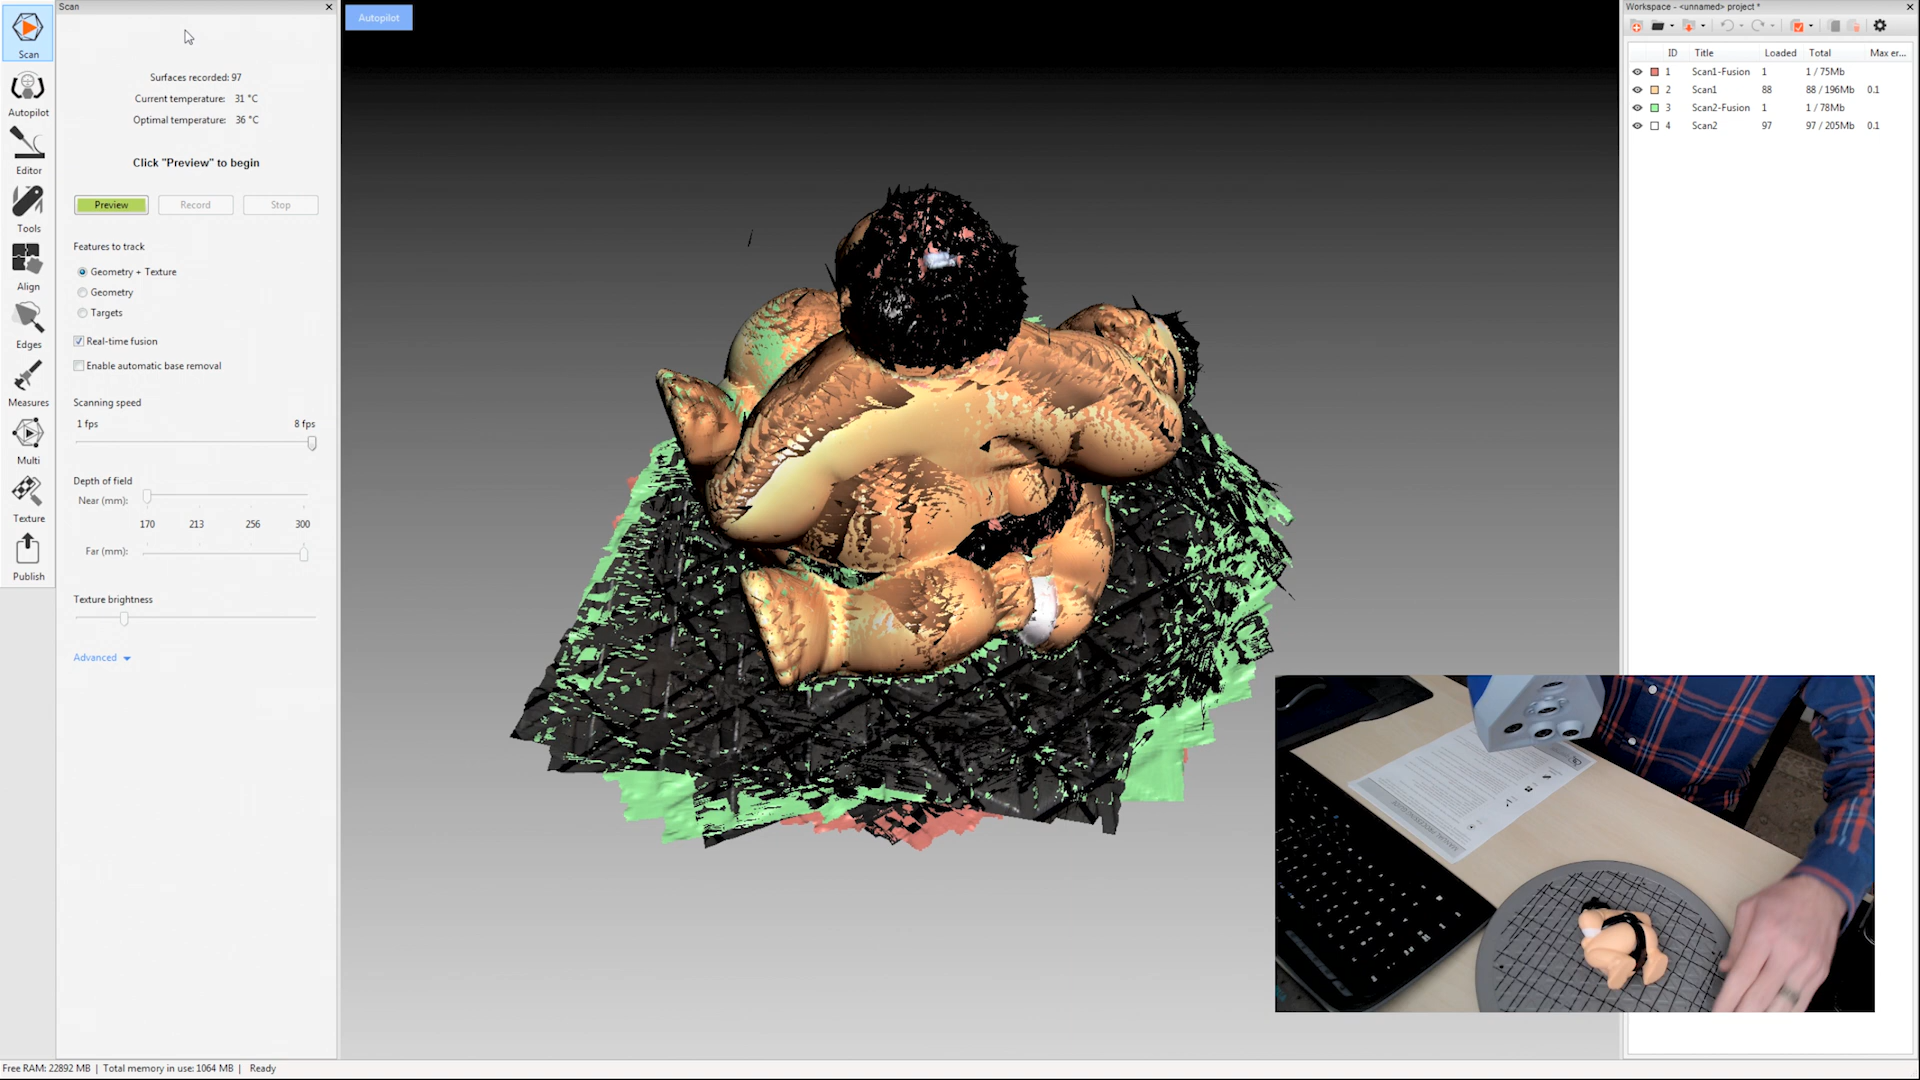 Scan
Autopilot
Workspace - <unnamed> project *
Scan
Autopilot
Editor
Tools
Align
Edges
Measures
Multi
Texture
Publish
Surfaces recorded: 97
Current temperature: 31 °C
Optimal temperature: 36 °C
Click "Preview" to begin
Preview Record Stop
Features to track
Geometry + Texture
Geometry
Targets
Real-time fusion
Enable automatic base removal
Scanning speed
1 fps 8 fps
Depth of field
Near (mm):
170 213 256 300
Far (mm):
Texture brightness
Advanced
ID Title Loaded Total Max er...
1 Scan1-Fusion 1 1 / 75Mb
2 Scan1 88 88 / 196Mb 0.1
3 Scan2-Fusion 1 1 / 78Mb
4 Scan2 97 97 / 205Mb 0.1
Free RAM: 22892 MB | Total memory in use: 1064 MB | Ready